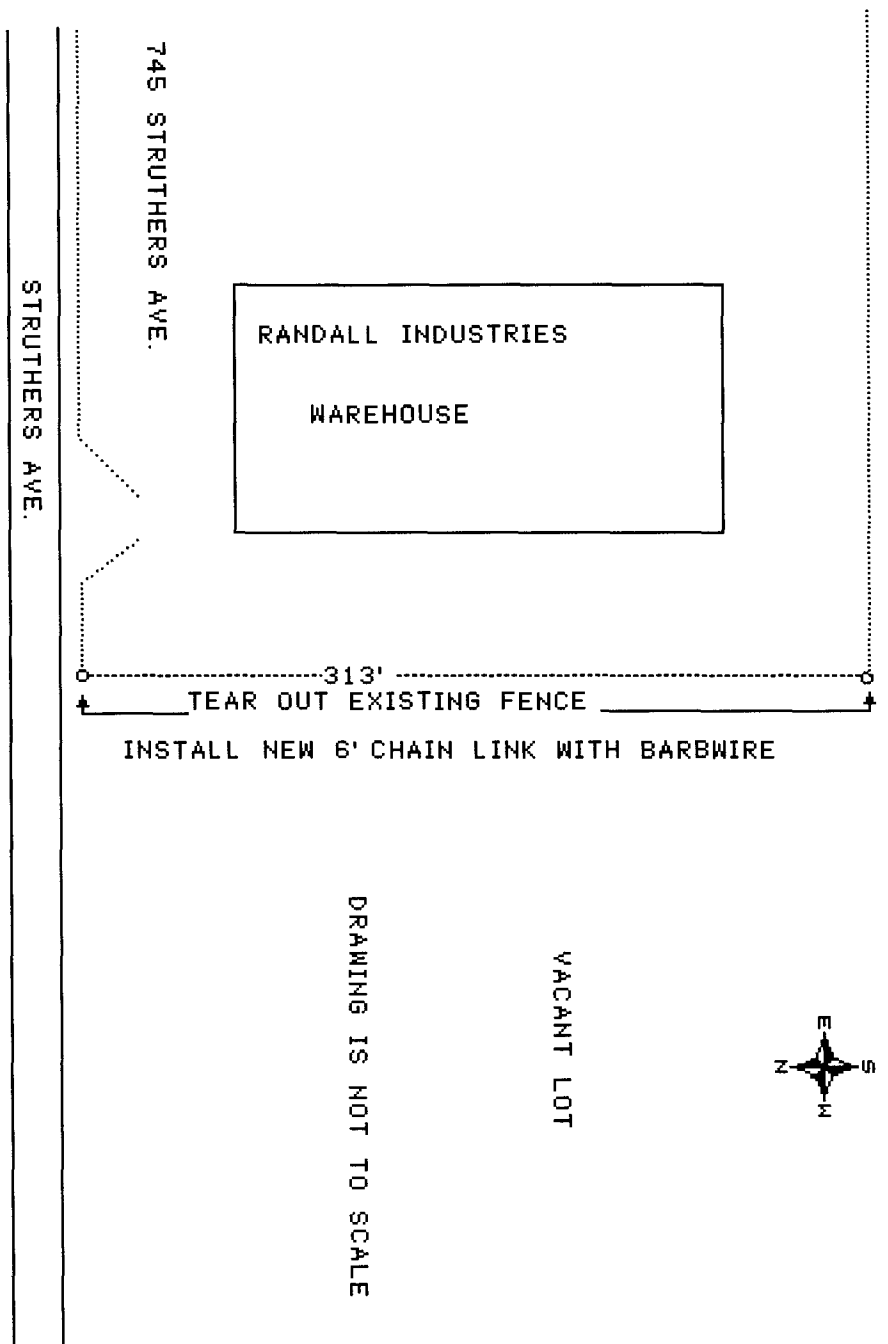 745 STRUTHERS AVE.
STRUTHERS AVE.
RANDALL INDUSTRIES
WAREHOUSE
313'
TEAR OUT EXISTING FENCE
INSTALL NEW 6' CHAIN LINK WITH BARBWIRE
DRAWING IS NOT TO SCALE
VACANT LOT
E
N S
W